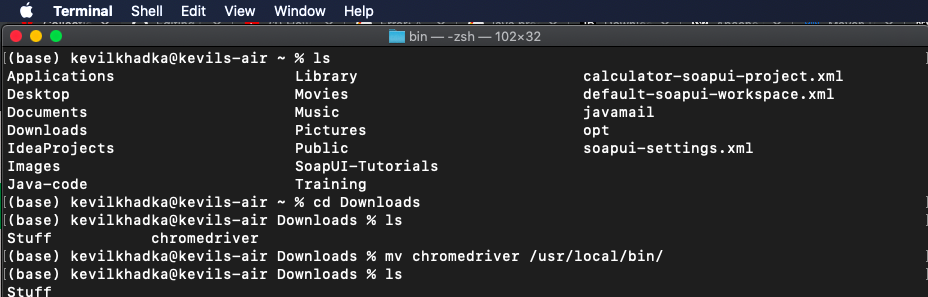 Terminal Shell Edit View Window Help
bin — -zsh — 102×32
[(base) kevilkhadka@kevils-air ~ % ls ]
Applications Library calculator-soapui-project.xml
Desktop Movies default-soapui-workspace.xml
Documents Music javamail
Downloads Pictures opt
IdeaProjects Public soapui-settings.xml
Images SoapUI-Tutorials
Java-code Training
[(base) kevilkhadka@kevils-air ~ % cd Downloads ]
[(base) kevilkhadka@kevils-air Downloads % ls ]
Stuff chromedriver
[(base) kevilkhadka@kevils-air Downloads % mv chromedriver /usr/local/bin/ ]
[(base) kevilkhadka@kevils-air Downloads % ls ]
Stuff